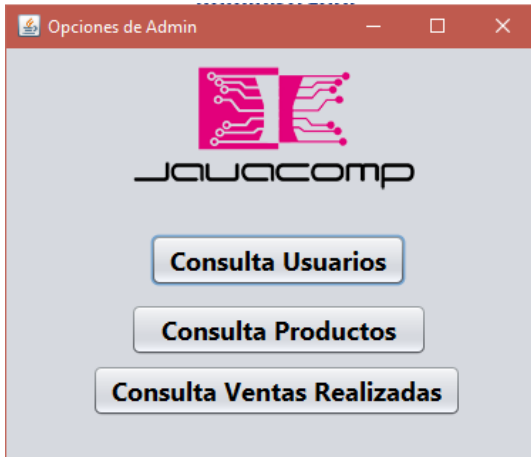 Opciones de Admin
Javacomp
Consulta Usuarios
Consulta Productos
Consulta Ventas Realizadas